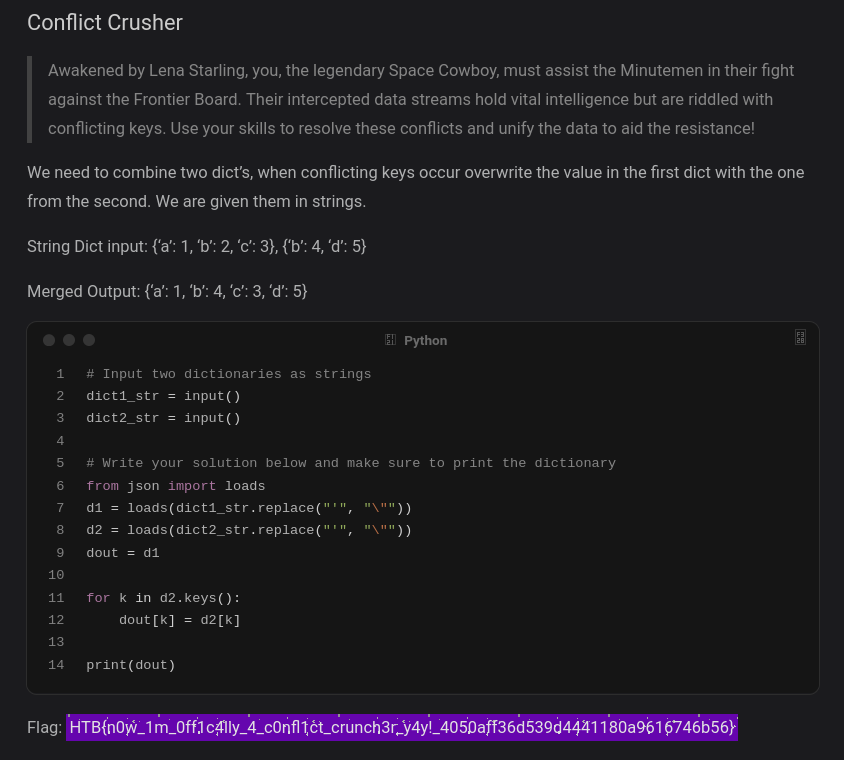 Conflict Crusher
Awakened by Lena Starling, you, the legendary Space Cowboy, must assist the Minutemen in their fight
against the Frontier Board. Their intercepted data streams hold vital intelligence but are riddled with
conflicting keys. Use your skills to resolve these conflicts and unify the data to aid the resistance!
We need to combine two dict’s, when conflicting keys occur overwrite the value in the first dict with the one
from the second. We are given them in strings.
String Dict input: {‘a’: 1, ‘b’: 2, ‘c’: 3}, {‘b’: 4, ‘d’: 5}
Merged Output: {‘a’: 1, ‘b’: 4, ‘c’: 3, ‘d’: 5}
Python
1 # Input two dictionaries as strings
2 dict1_str = input()
3 dict2_str = input()
4
5 # Write your solution below and make sure to print the dictionary
6 from json import loads
7 d1 = loads(dict1_str.replace("'", "\""))
8 d2 = loads(dict2_str.replace("'", "\""))
9 dout = d1
10
11 for k in d2.keys():
12     dout[k] = d2[k]
13
14 print(dout)
Flag: HTB{n0w_1m_0ff1c4lly_4_c0nfl1ct_crunch3r_y4y!_4050aff36d539d4441180a9616746b56}